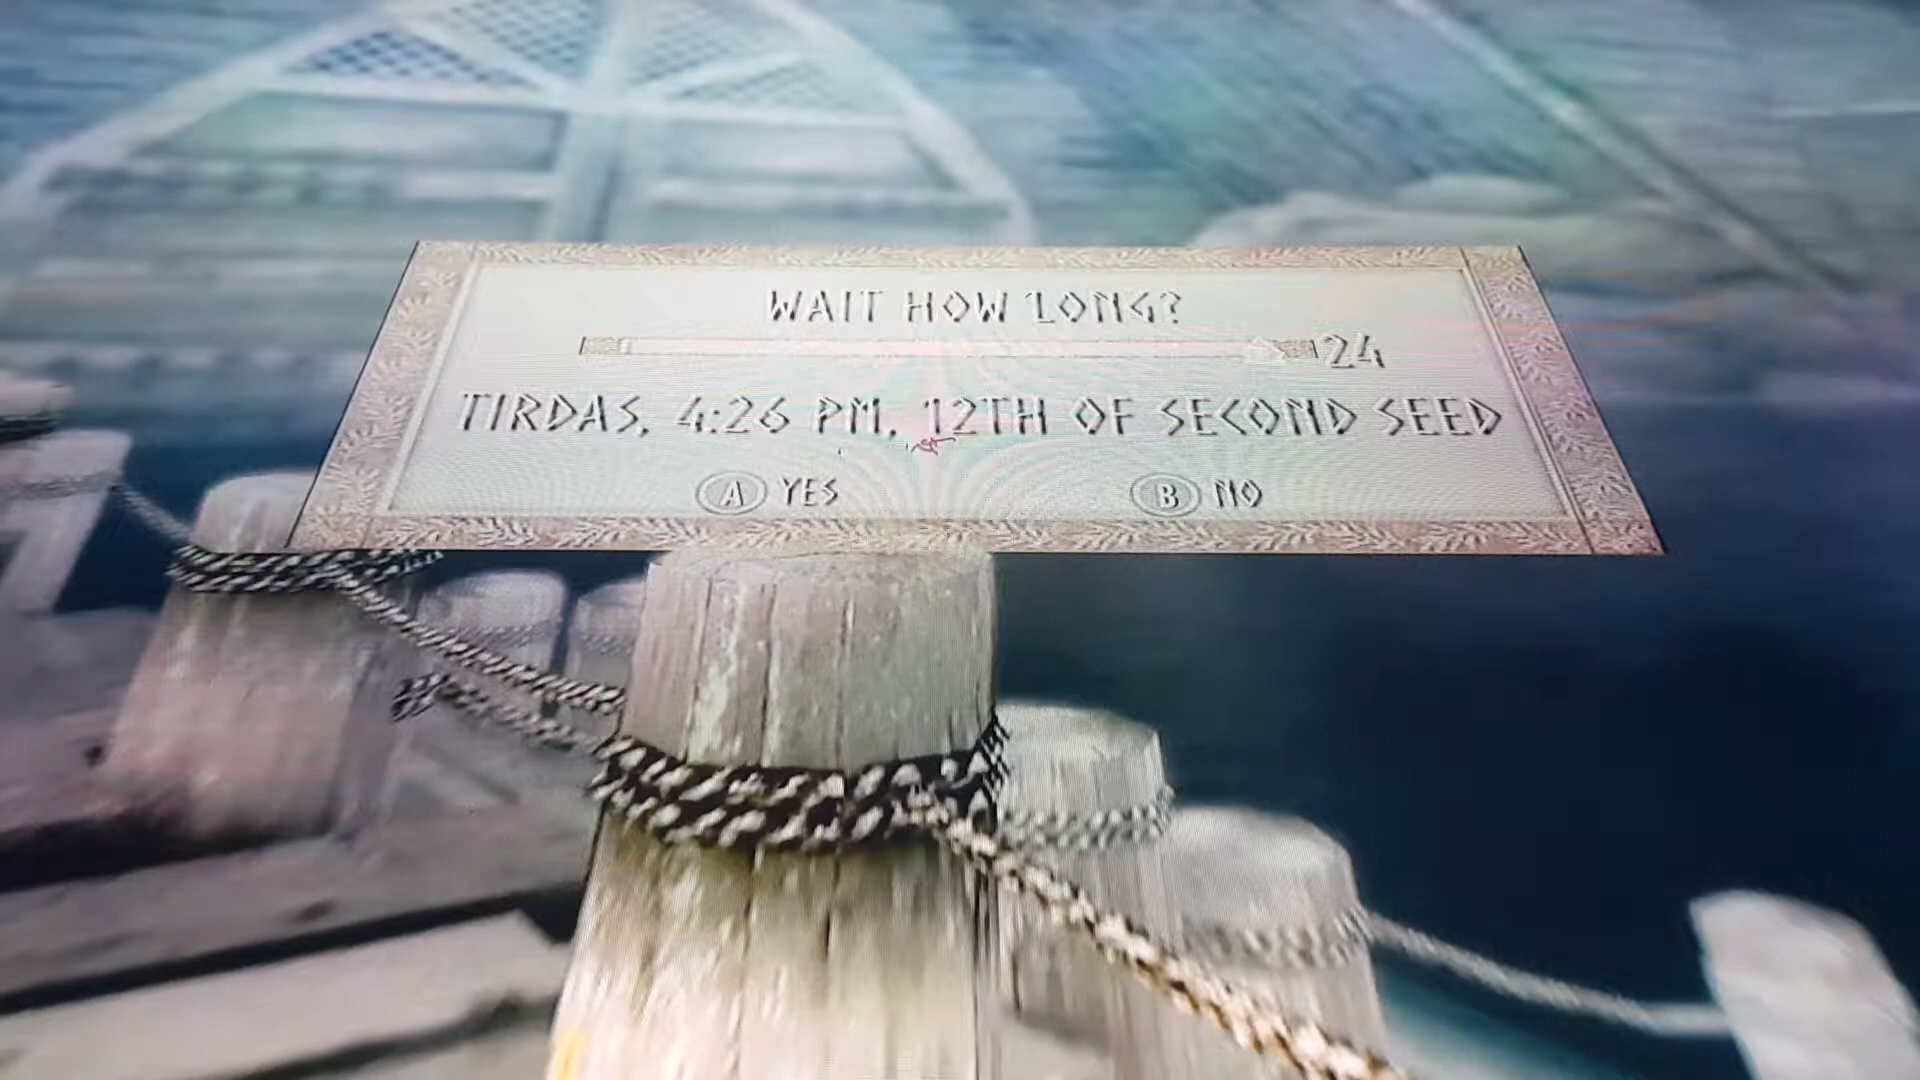 WAIT HOW LONG?
24
TIRDAS, 4:26 PM, 12TH OF SECOND SEED
A YES B NO